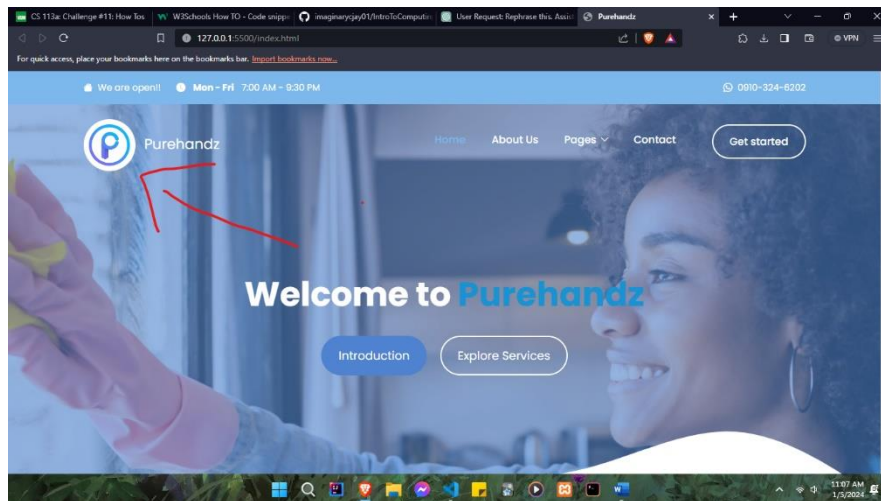 CS 113a: Challenge #11: How Tos
W3Schools How TO - Code snippe
imaginarycjay01/IntroToComputin
User Request: Rephrase this. Assist
Purehandz
127.0.0.1:5500/index.html
VPN
For quick access, place your bookmarks here on the bookmarks bar. Import bookmarks now...
We are open!! Mon - Fri 7:00 AM - 9:30 PM 0910-324-6202
P Purehandz Home About Us Pages Contact Get started
Welcome to Purehandz
Introduction Explore Services
11:07 AM
1/5/2024